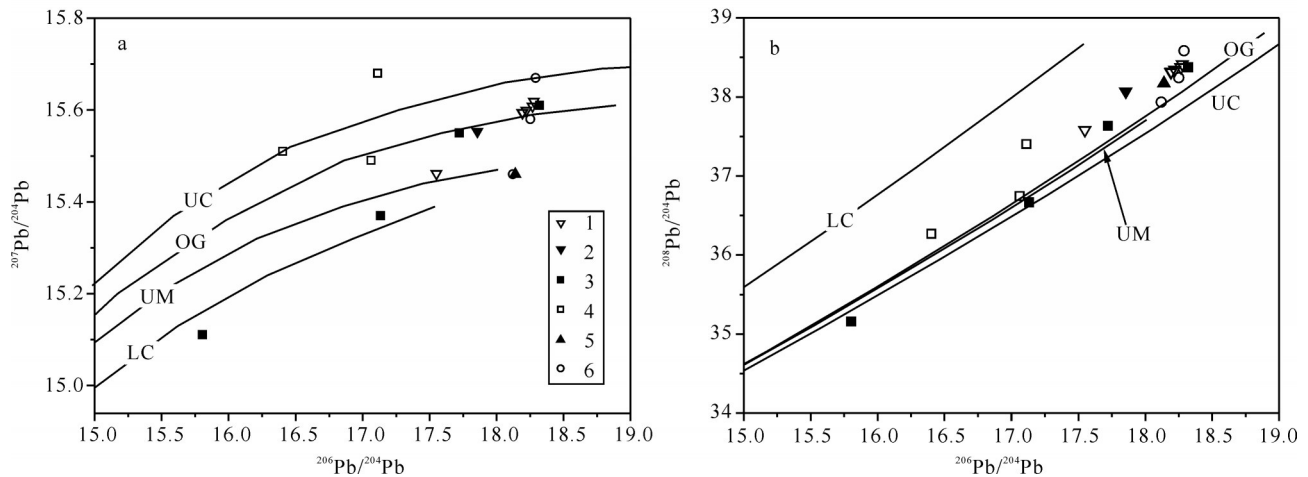 a
15.8
15.6
15.4
15.2
15.0
²⁰⁷Pb/²⁰⁴Pb
UC
OG
UM
LC
1
2
3
4
5
6
15.0 15.5 16.0 16.5 17.0 17.5 18.0 18.5 19.0
²⁰⁶Pb/²⁰⁴Pb
b
39
38
37
36
35
34
²⁰⁸Pb/²⁰⁴Pb
OG
UC
LC
UM
15.0 15.5 16.0 16.5 17.0 17.5 18.0 18.5 19.0
²⁰⁶Pb/²⁰⁴Pb